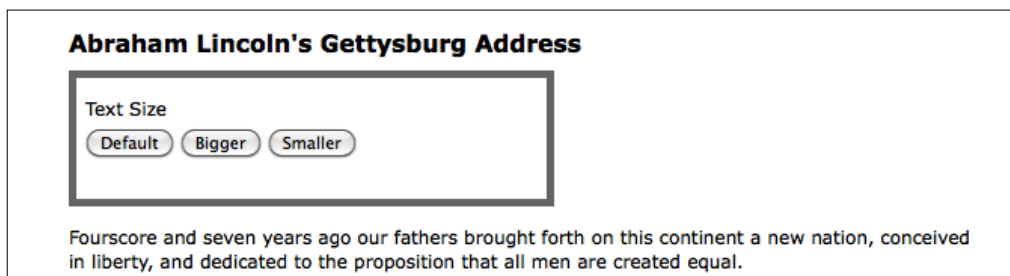 Abraham Lincoln's Gettysburg Address
Text Size
Default Bigger Smaller
Fourscore and seven years ago our fathers brought forth on this continent a new nation, conceived
in liberty, and dedicated to the proposition that all men are created equal.